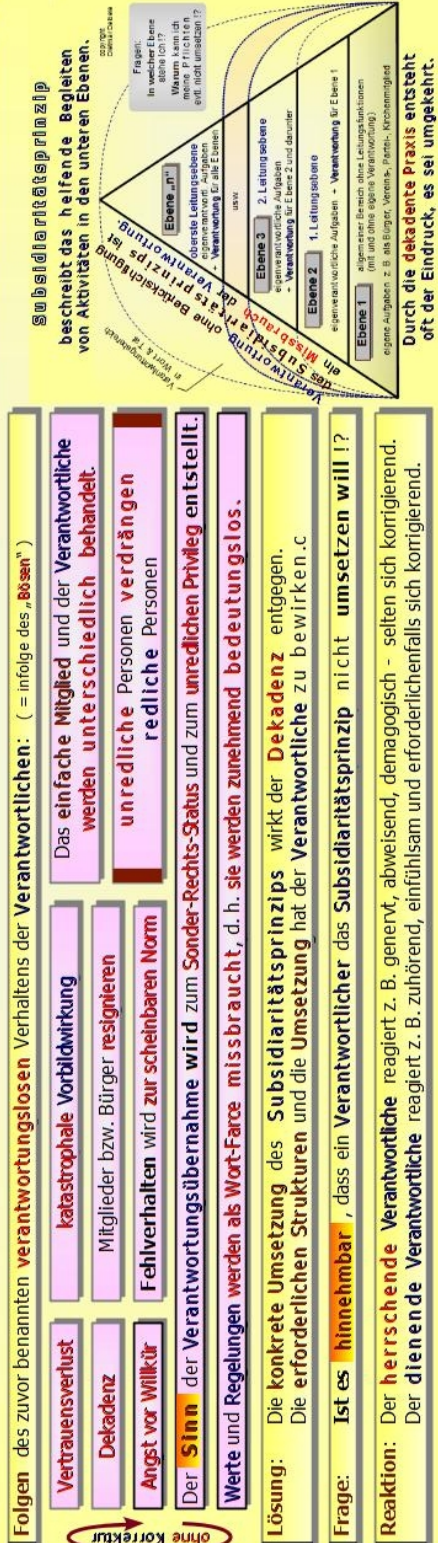 Folgen des zuvor benannten verantwortungslosen Verhaltens der Verantwortlichen: ( = infolge des „Bösen" )
Vertrauensverlust
katastrophale Vorbildwirkung
Dekadenz
Mitglieder bzw. Bürger resignieren
Angst vor Willkür
Fehlverhalten wird zur scheinbaren Norm
ohne
Korrektur
Das einfache Mitglied und der Verantwortliche
werden unterschiedlich behandelt.
unredliche Personen verdrängen
redliche Personen
Der Sinn der Verantwortungsübernahme wird zum Sonder-Rechts-Status und zum unredlichen Privileg entstellt.
Werte und Regelungen werden als Wort-Farce missbraucht, d. h. sie werden zunehmend bedeutungslos.
Lösung: Die konkrete Umsetzung des Subsidiaritätsprinzips wirkt der Dekadenz entgegen.
Die erforderlichen Strukturen und die Umsetzung hat der Verantwortliche zu bewirken.c
Frage: Ist es hinnehmbar , dass ein Verantwortlicher das Subsidiaritätsprinzip nicht umsetzen will !?
Reaktion: Der herrschende Verantwortliche reagiert z. B. genervt, abweisend, demagogisch - selten sich korrigierend.
Der dienende Verantwortliche reagiert z. B. zuhörend, einfühlsam und erforderlichenfalls sich korrigierend.
Subsidiaritätsprinzip
beschreibt das helfende Begleiten
von Aktivitäten in den unteren Ebenen.
copyright
Fragen:
In welcher Ebene
stehe ich !?
Warum kann ich
meine Pflichten
evtl. nicht umsetzen !?
Verantwortungsbereich
in Wort & Tat
Verantwortung ohne Berücksichtigung
des Subsidiaritätsprinzips ist
ein Missbrauch der Verantwortung.
Ebene „n"
oberste Leitungsebene
eigenverantwortl. Aufgaben
+ Verantwortung für alle Ebenen
usw.
Ebene 3 2. Leitungsebene
eigenverantwortliche Aufgaben
+ Verantwortung für Ebene 2 und darunter
Ebene 2 1. Leitungsebene
eigenverantwortliche Aufgaben + Verantwortung für Ebene 1
Ebene 1 allgemeiner Bereich ohne Leitungsfunktionen
(mit und ohne eigene Verantwortung)
eigene Aufgaben z. B. als Bürger, Vereins-, Partei-, Kirchenmitglied
Durch die dekadente Praxis entsteht
oft der Eindruck, es sei umgekehrt.